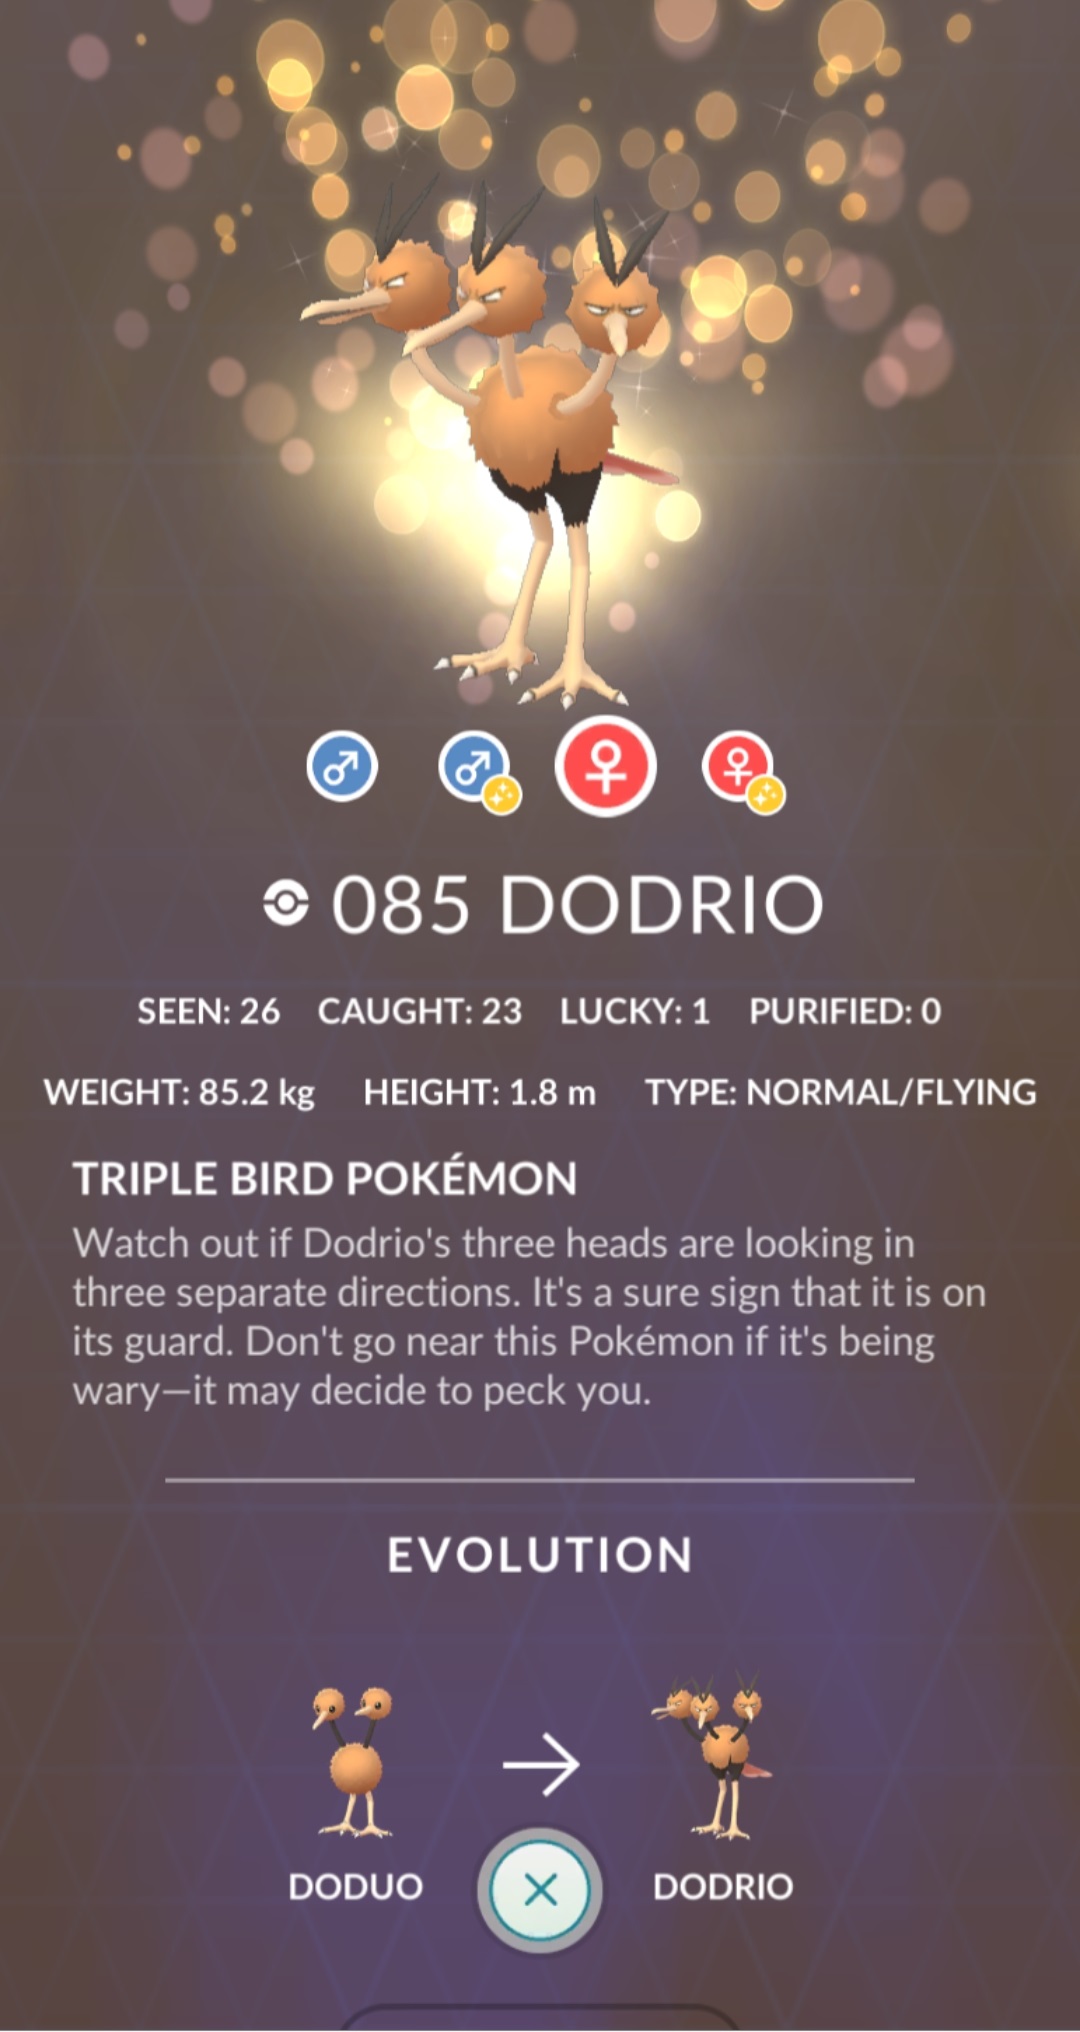 085 DODRIO
SEEN: 26 CAUGHT: 23 LUCKY: 1 PURIFIED: 0
WEIGHT: 85.2 kg HEIGHT: 1.8 m TYPE: NORMAL/FLYING
TRIPLE BIRD POKÉMON
Watch out if Dodrio's three heads are looking in
three separate directions. It's a sure sign that it is on
its guard. Don't go near this Pokémon if it's being
wary—it may decide to peck you.
EVOLUTION
DODUO DODRIO